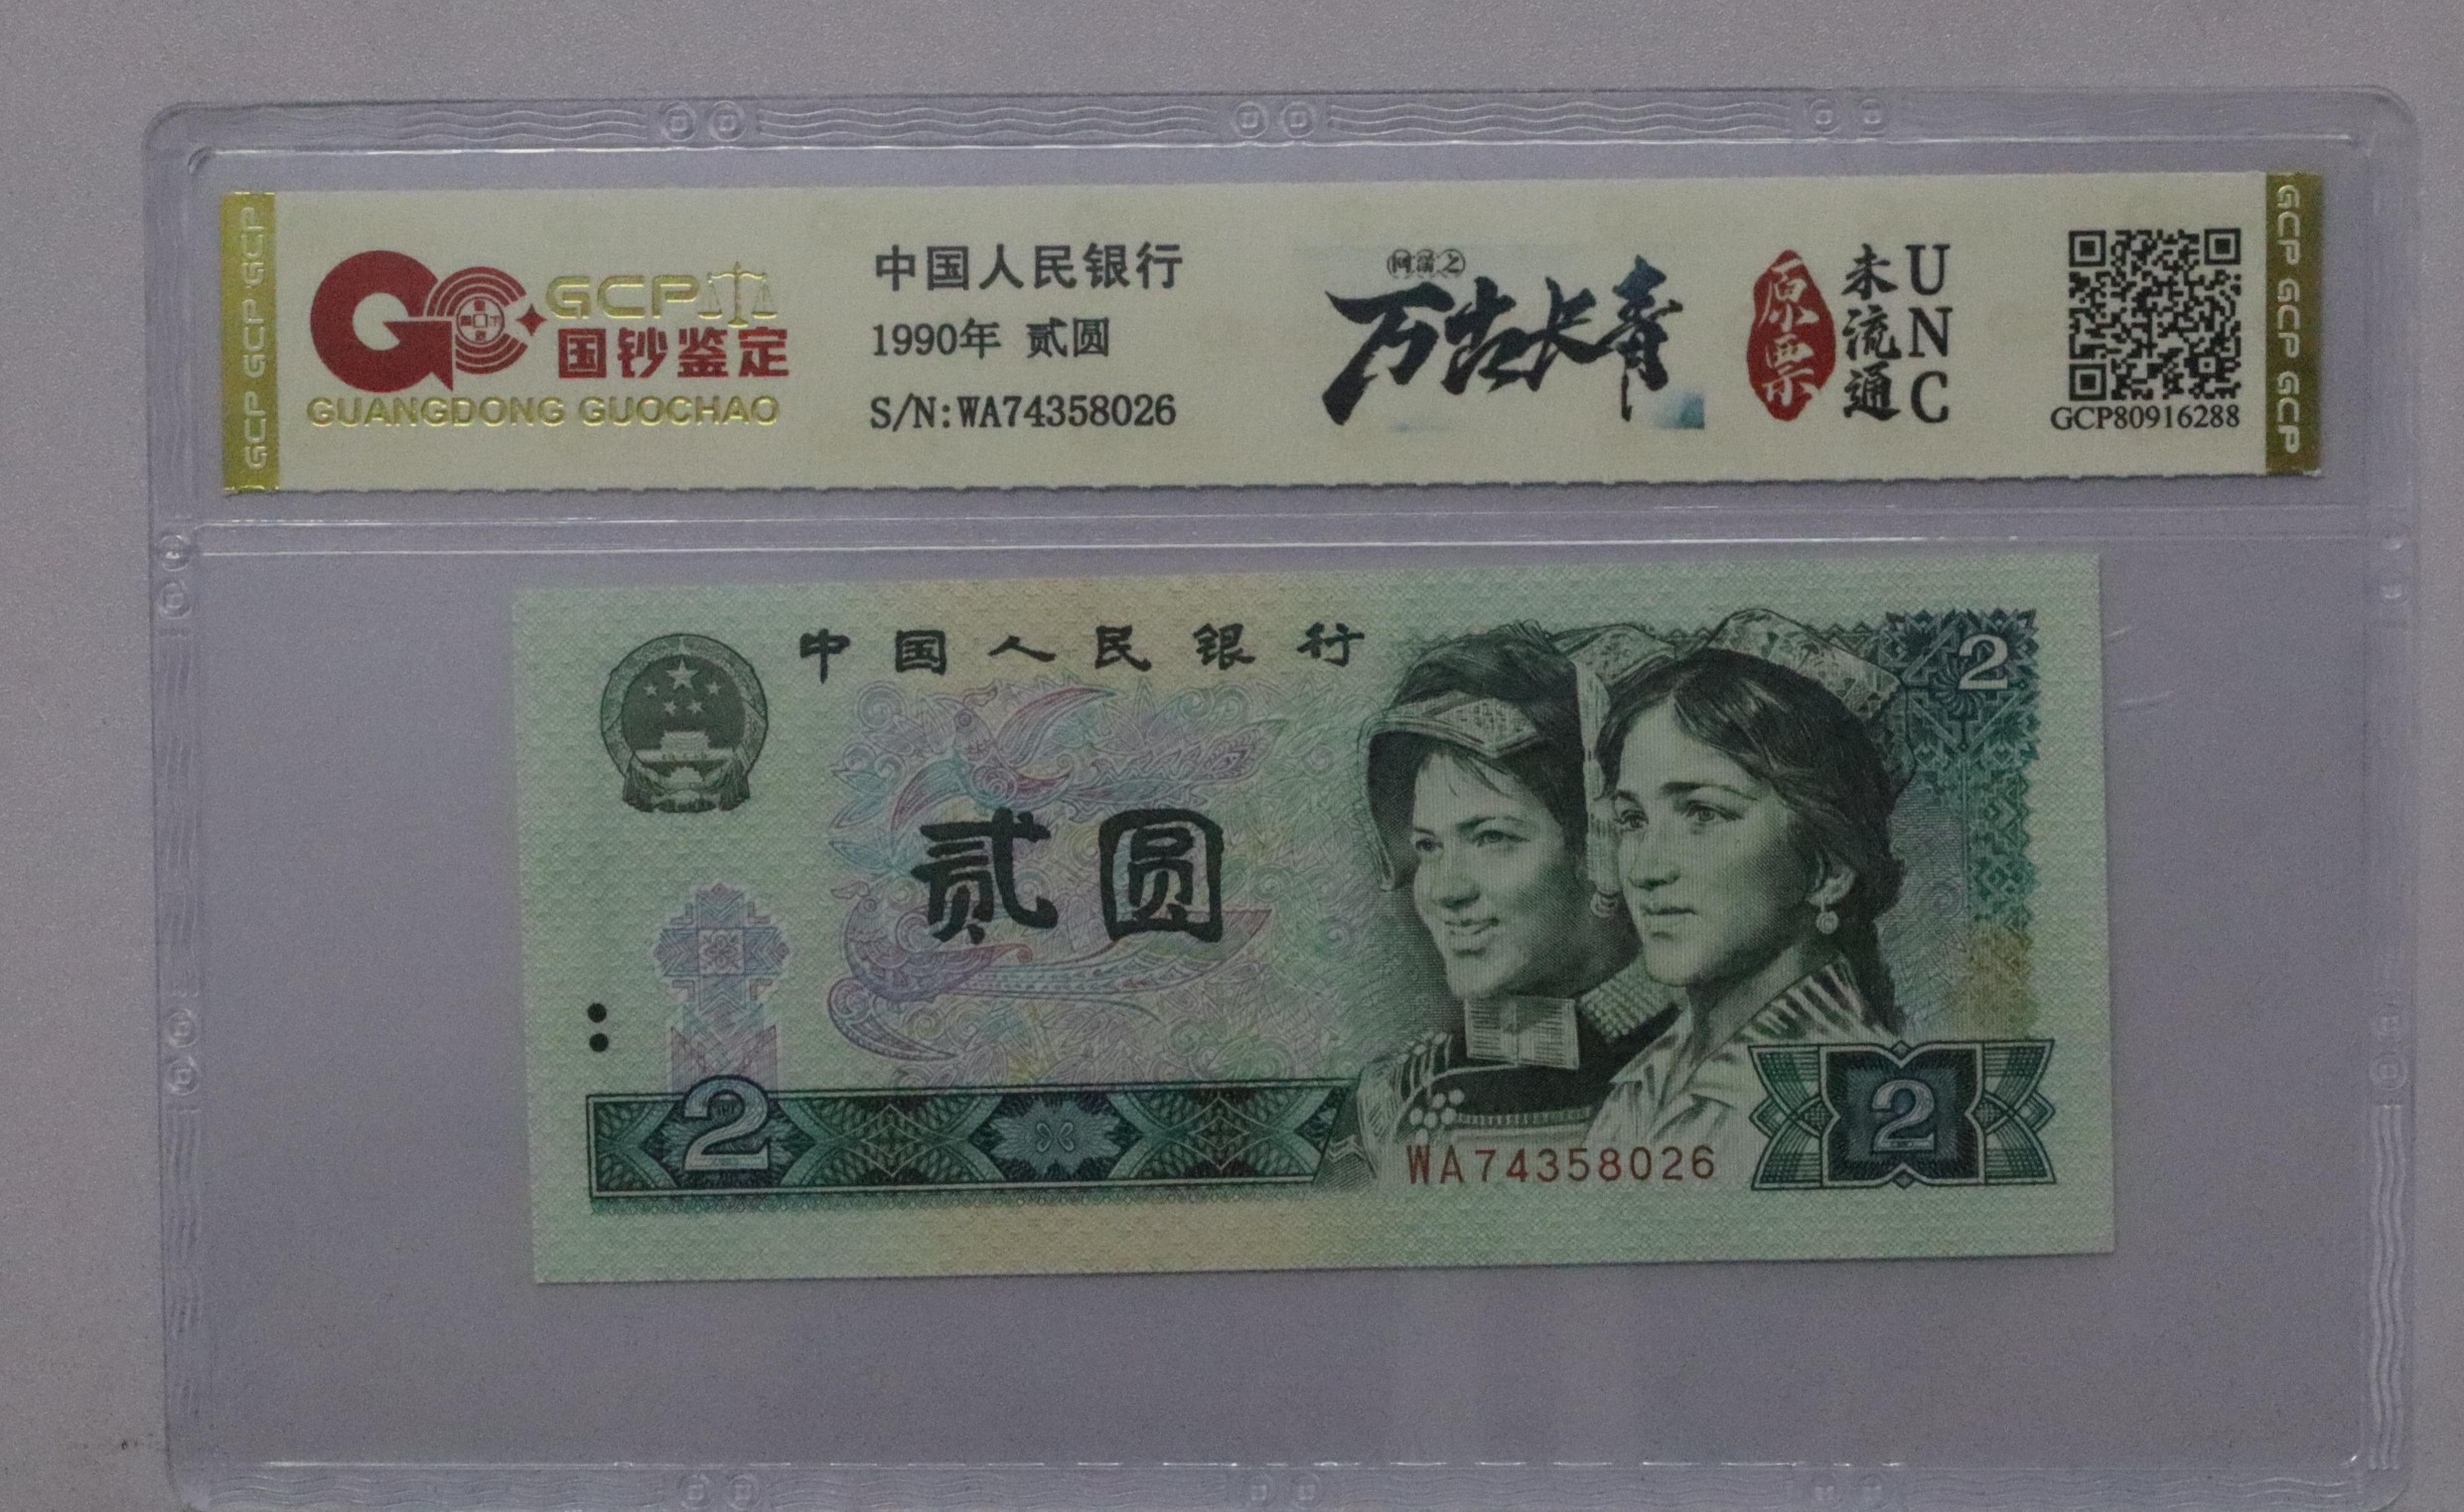 GCP GCP GCP
GCP
国钞鉴定
GUANGDONG GUOCHAO
中国人民银行
1990年 贰圆
S/N:WA74358026
万古长青
原票
未流通
UNC
GCP80916288
GCP GCP GCP
中国人民银行
2
贰圆
2
WA74358026
2